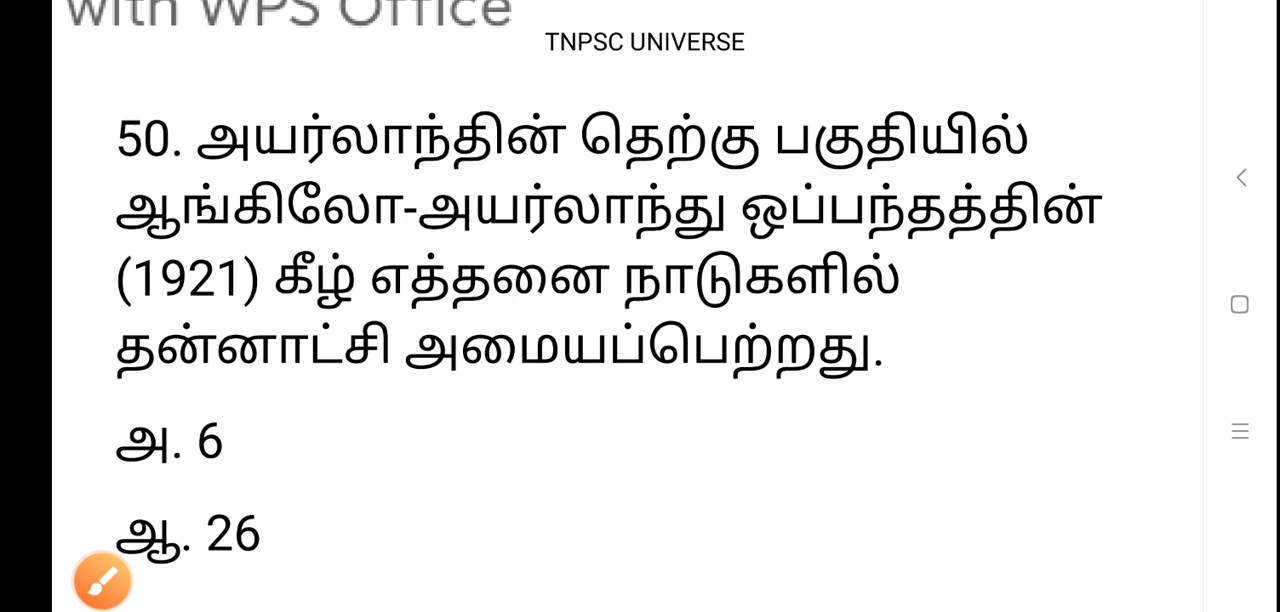 with WPS Office
TNPSC UNIVERSE
50. அயர்லாந்தின் தெற்கு பகுதியில்
ஆங்கிலோ-அயர்லாந்து ஒப்பந்தத்தின்
(1921) கீழ் எத்தனை நாடுகளில்
தன்னாட்சி அமையப்பெற்றது.
அ. 6
ஆ. 26